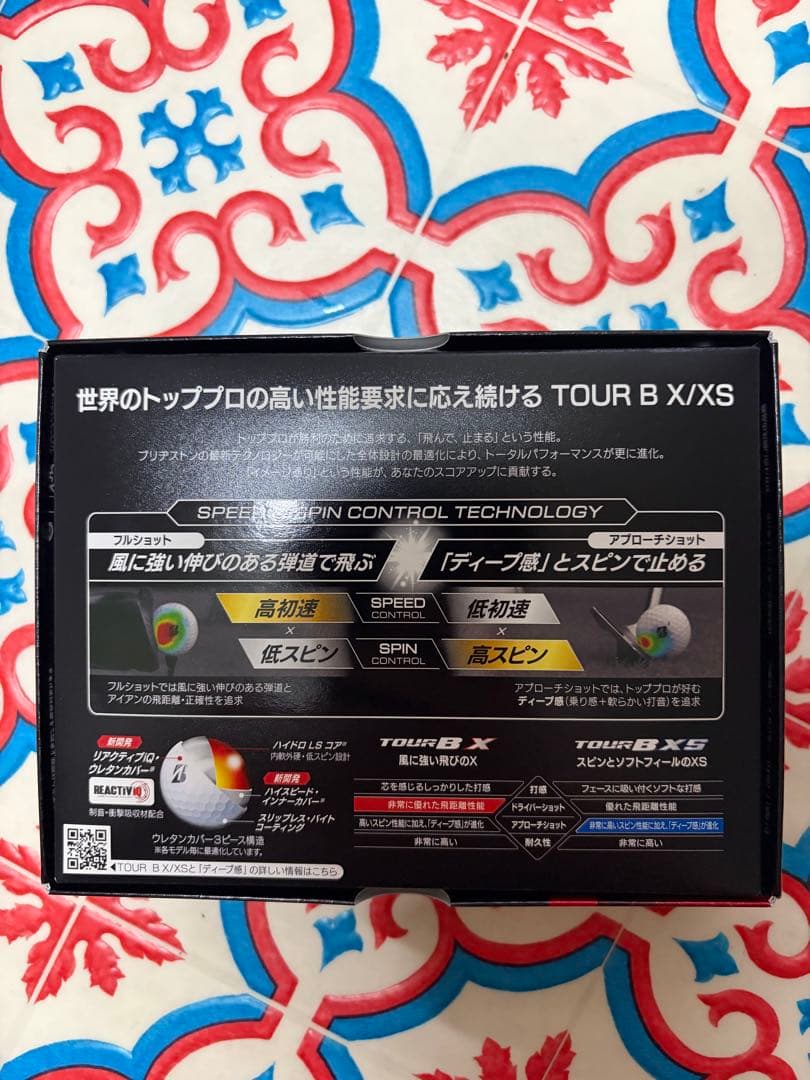 世界のトッププロの高い性能要求に応え続ける TOUR B X/XS
トッププロが勝利のために追求する、「飛んで、止まる」という性能。
ブリヂストンの最新テクノロジーが可能にした全体設計の最適化により、トータルパフォーマンスが更に進化。
「イメージ通り」という性能が、あなたのスコアアップに貢献する。
SPEED & SPIN CONTROL TECHNOLOGY
フルショット
風に強い伸びのある弾道で飛ぶ
アプローチショット
「ディープ感」とスピンで止める
高初速 SPEED CONTROL 低初速
× ×
低スピン SPIN CONTROL 高スピン
フルショットでは風に強い伸びのある弾道と
アイアンの飛距離・正確性を追求
アプローチショットでは、トッププロが好む
ディープ感(乗り感+軟らかい打音)を追求
新開発
リアクティブiQ・
ウレタンカバー®
REACTIV iQ
制音・衝撃吸収材配合
ハイドロ LS コア®
内軟外硬・低スピン設計
新開発
ハイスピード・
インナーカバー®
スリップレス・バイト
コーティング
ウレタンカバー3ピース構造
※各モデル毎に最適化しています。
TOUR B X/XSと「ディープ感」の詳しい情報はこちら
TOUR B X
風に強い飛びのX
TOUR B XS
スピンとソフトフィールのXS
芯を感じるしっかりした打感 打感 フェースに吸い付くソフトな打感
非常に優れた飛距離性能 ドライバーショット 優れた飛距離性能
高いスピン性能に加え、「ディープ感」が進化 アプローチショット 非常に高いスピン性能に加え、「ディープ感」が進化
非常に高い 耐久性 非常に高い